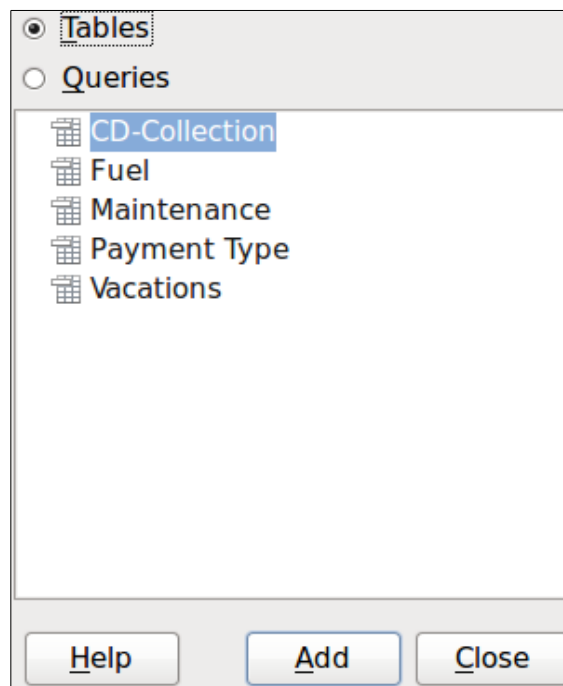 Tables
Queries
CD-Collection
Fuel
Maintenance
Payment Type
Vacations
Help Add Close